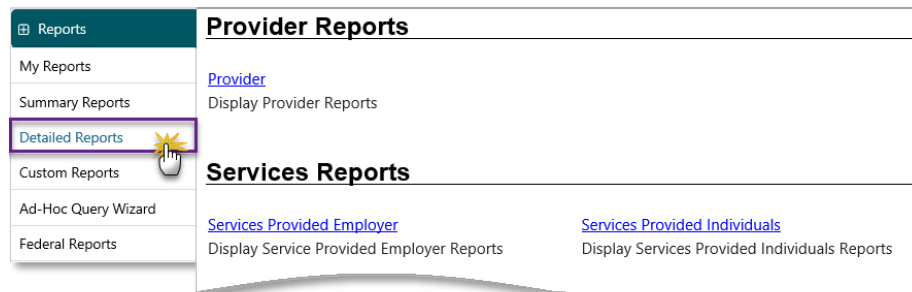 Reports
My Reports
Summary Reports
Detailed Reports
Custom Reports
Ad-Hoc Query Wizard
Federal Reports
Provider Reports
Provider
Display Provider Reports
Services Reports
Services Provided Employer
Display Service Provided Employer Reports
Services Provided Individuals
Display Services Provided Individuals Reports